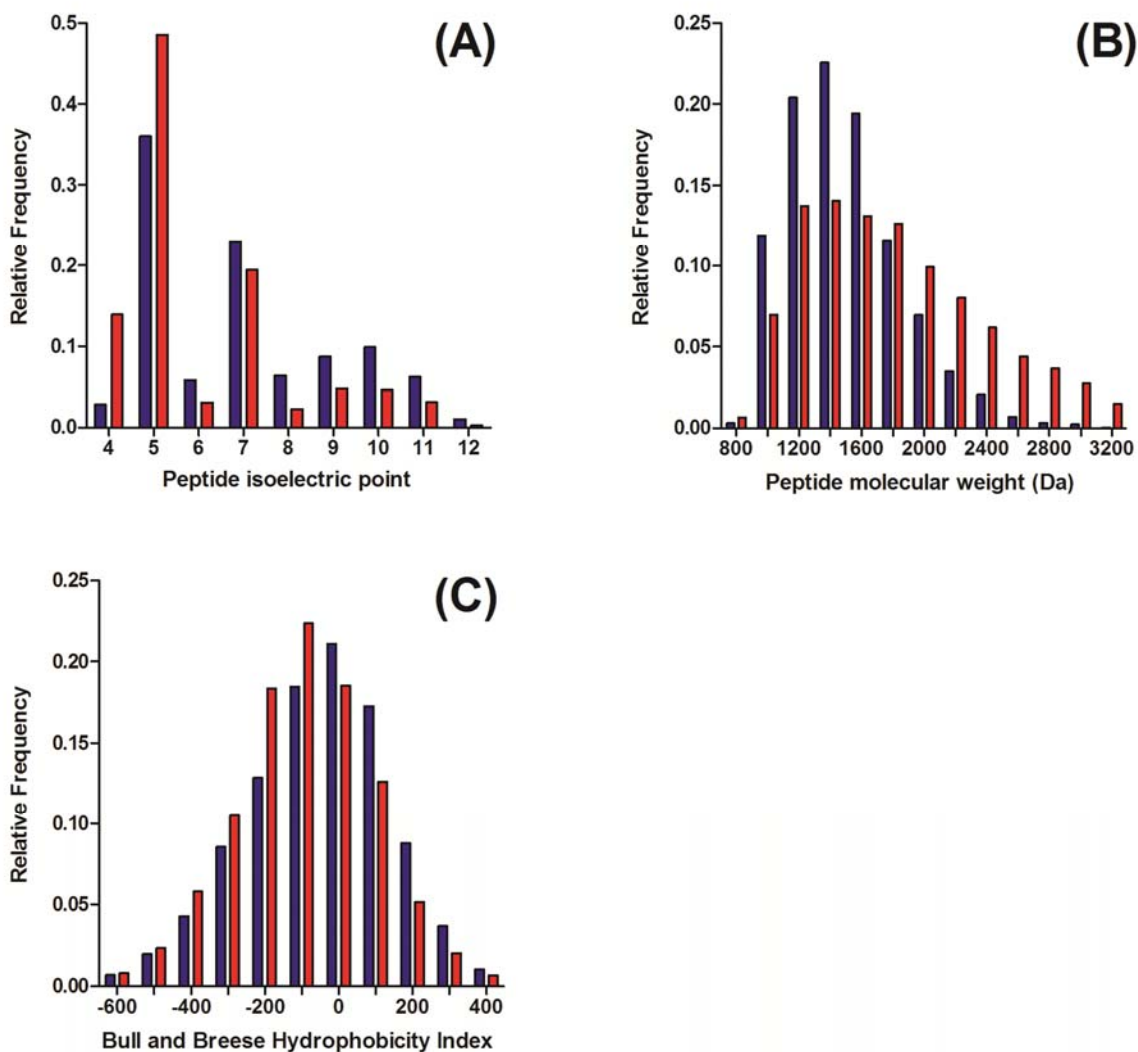 (A)
Relative Frequency
0.5
0.4
0.3
0.2
0.1
0.0
4 5 6 7 8 9 10 11 12
Peptide isoelectric point
(B)
Relative Frequency
0.25
0.20
0.15
0.10
0.05
0.00
800 1200 1600 2000 2400 2800 3200
Peptide molecular weight (Da)
(C)
Relative Frequency
0.25
0.20
0.15
0.10
0.05
0.00
-600 -400 -200 0 200 400
Bull and Breese Hydrophobicity Index